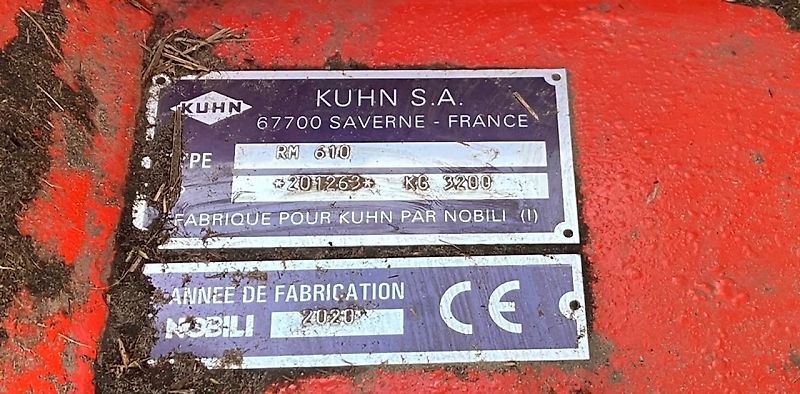 KUHN
KUHN S.A.
67700 SAVERNE - FRANCE
RM 610
*201263* KG 3200
FABRIQUE POUR KUHN PAR NOBILI (I)
ANNEE DE FABRICATION
NOBILI 2020
CE